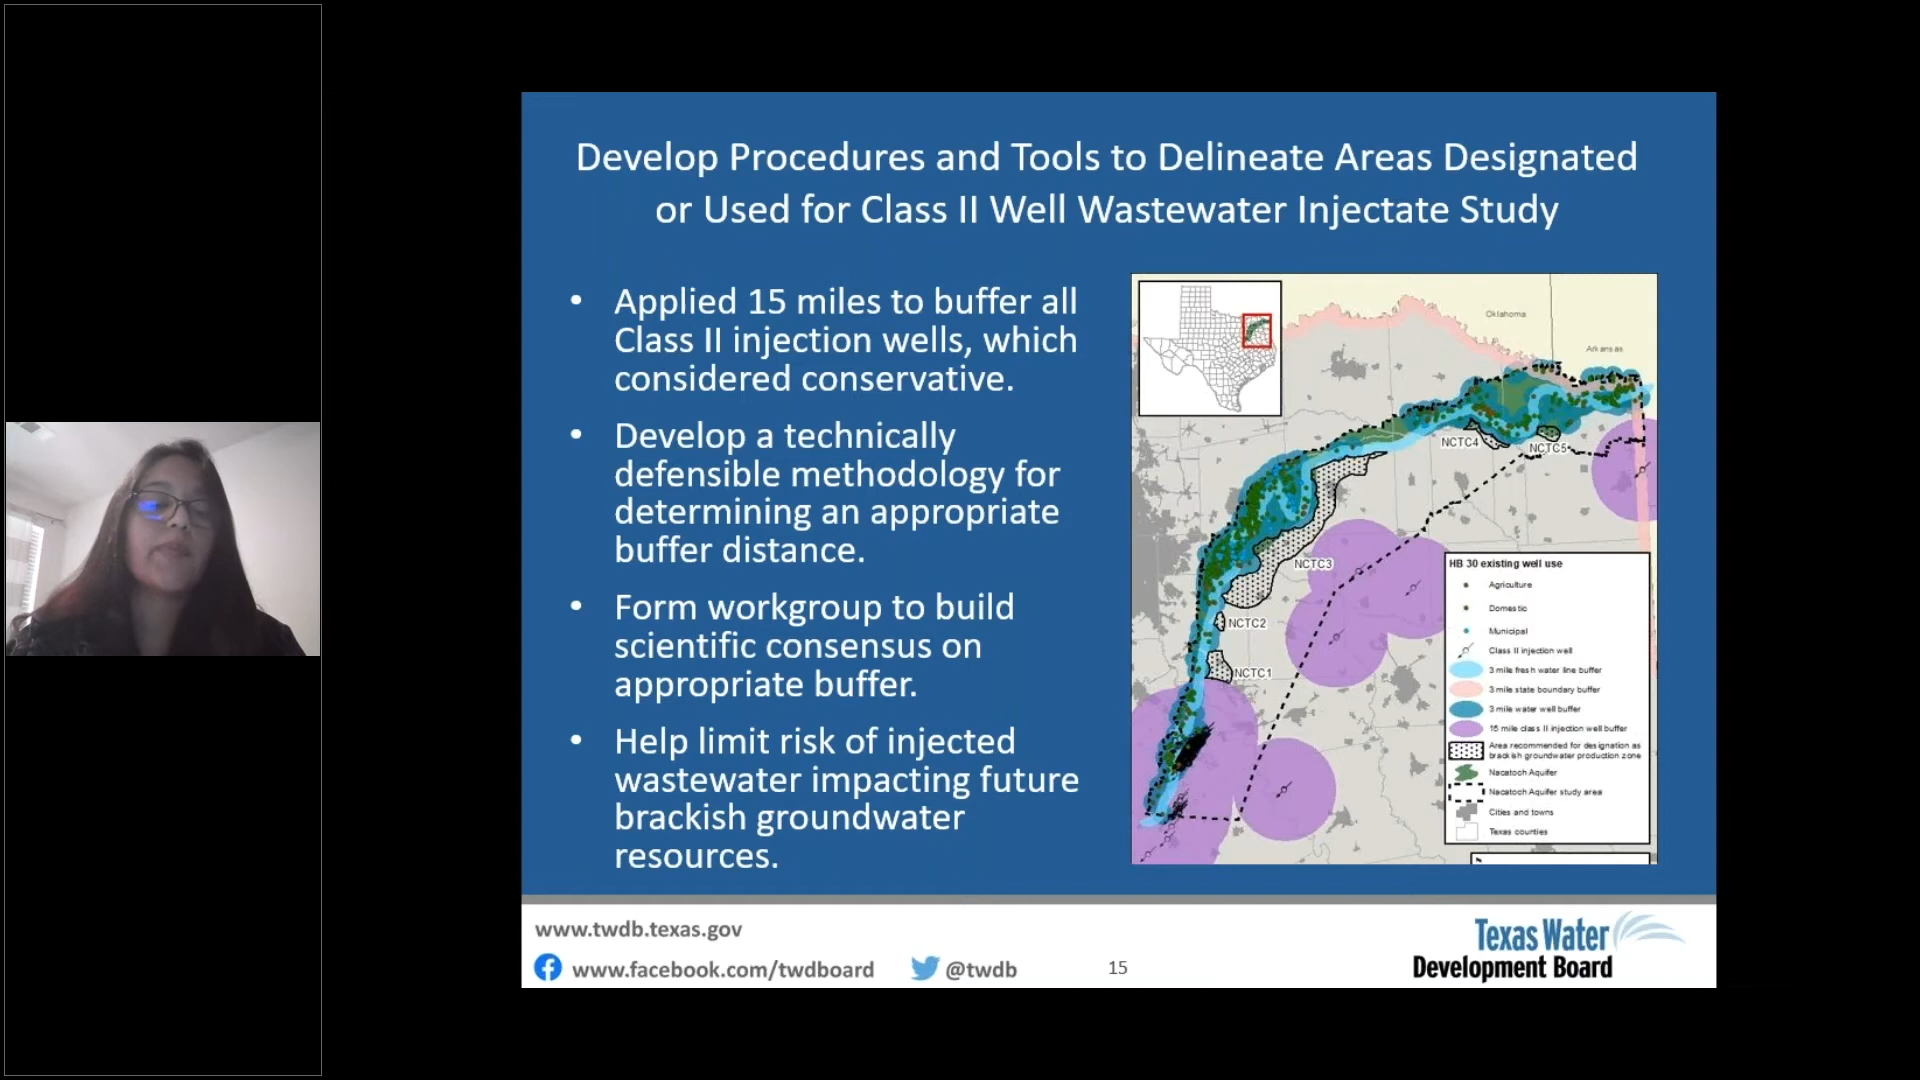 Develop Procedures and Tools to Delineate Areas Designated
or Used for Class II Well Wastewater Injectate Study
• Applied 15 miles to buffer all
Class II injection wells, which
considered conservative.
• Develop a technically
defensible methodology for
determining an appropriate
buffer distance.
• Form workgroup to build
scientific consensus on
appropriate buffer.
• Help limit risk of injected
wastewater impacting future
brackish groundwater
resources.
Oklahoma
Arkansas
NCTC4
NCTC5
NCTC3
NCTC2
NCTC1
HB 30 existing well use
Agriculture
Domestic
Municipal
Class II injection well
3 mile fresh water line buffer
3 mile state boundary buffer
3 mile water well buffer
15 mile class II injection well buffer
Area recommended for designation as
brackish groundwater production zone
Nacatoch Aquifer
Nacatoch Aquifer study area
Cities and towns
Texas counties
www.twdb.texas.gov
www.facebook.com/twdboard
@twdb
15
Texas Water
Development Board